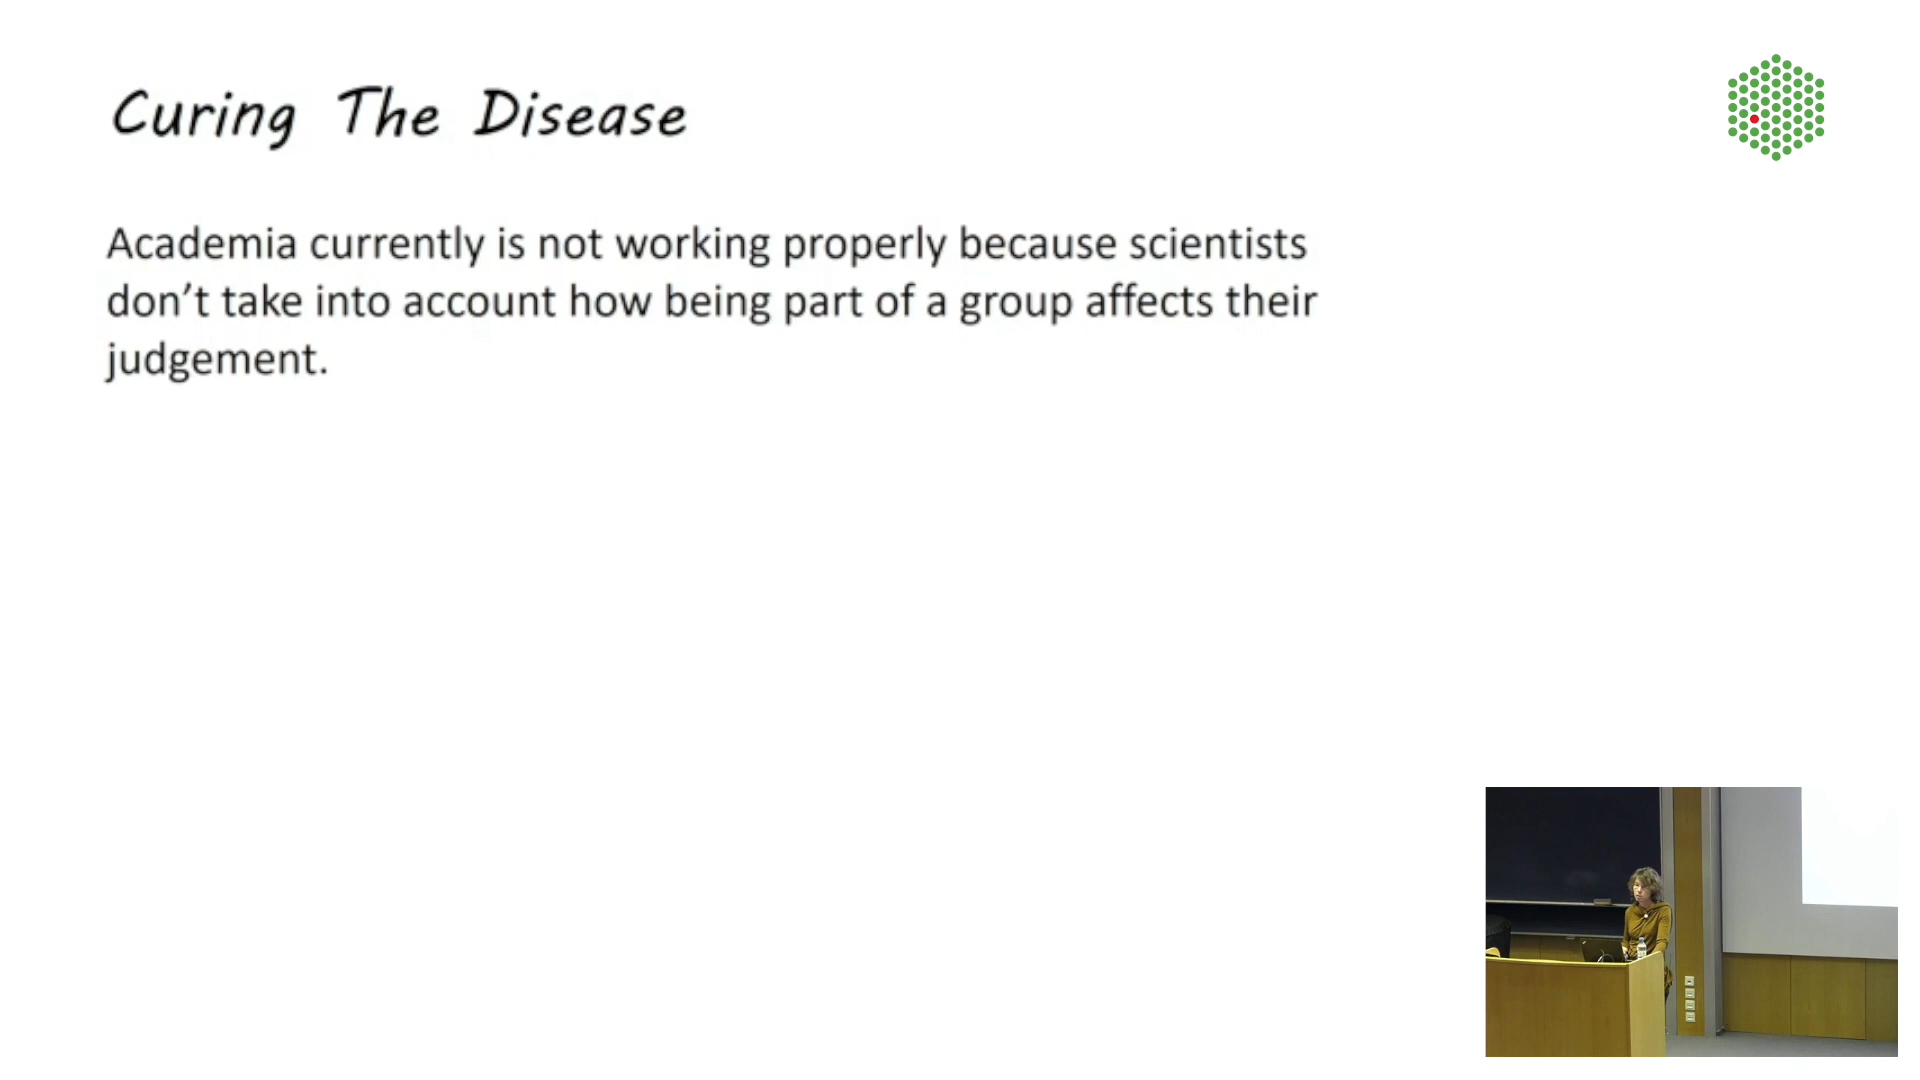 Curing The Disease
Academia currently is not working properly because scientists
don’t take into account how being part of a group affects their
judgement.